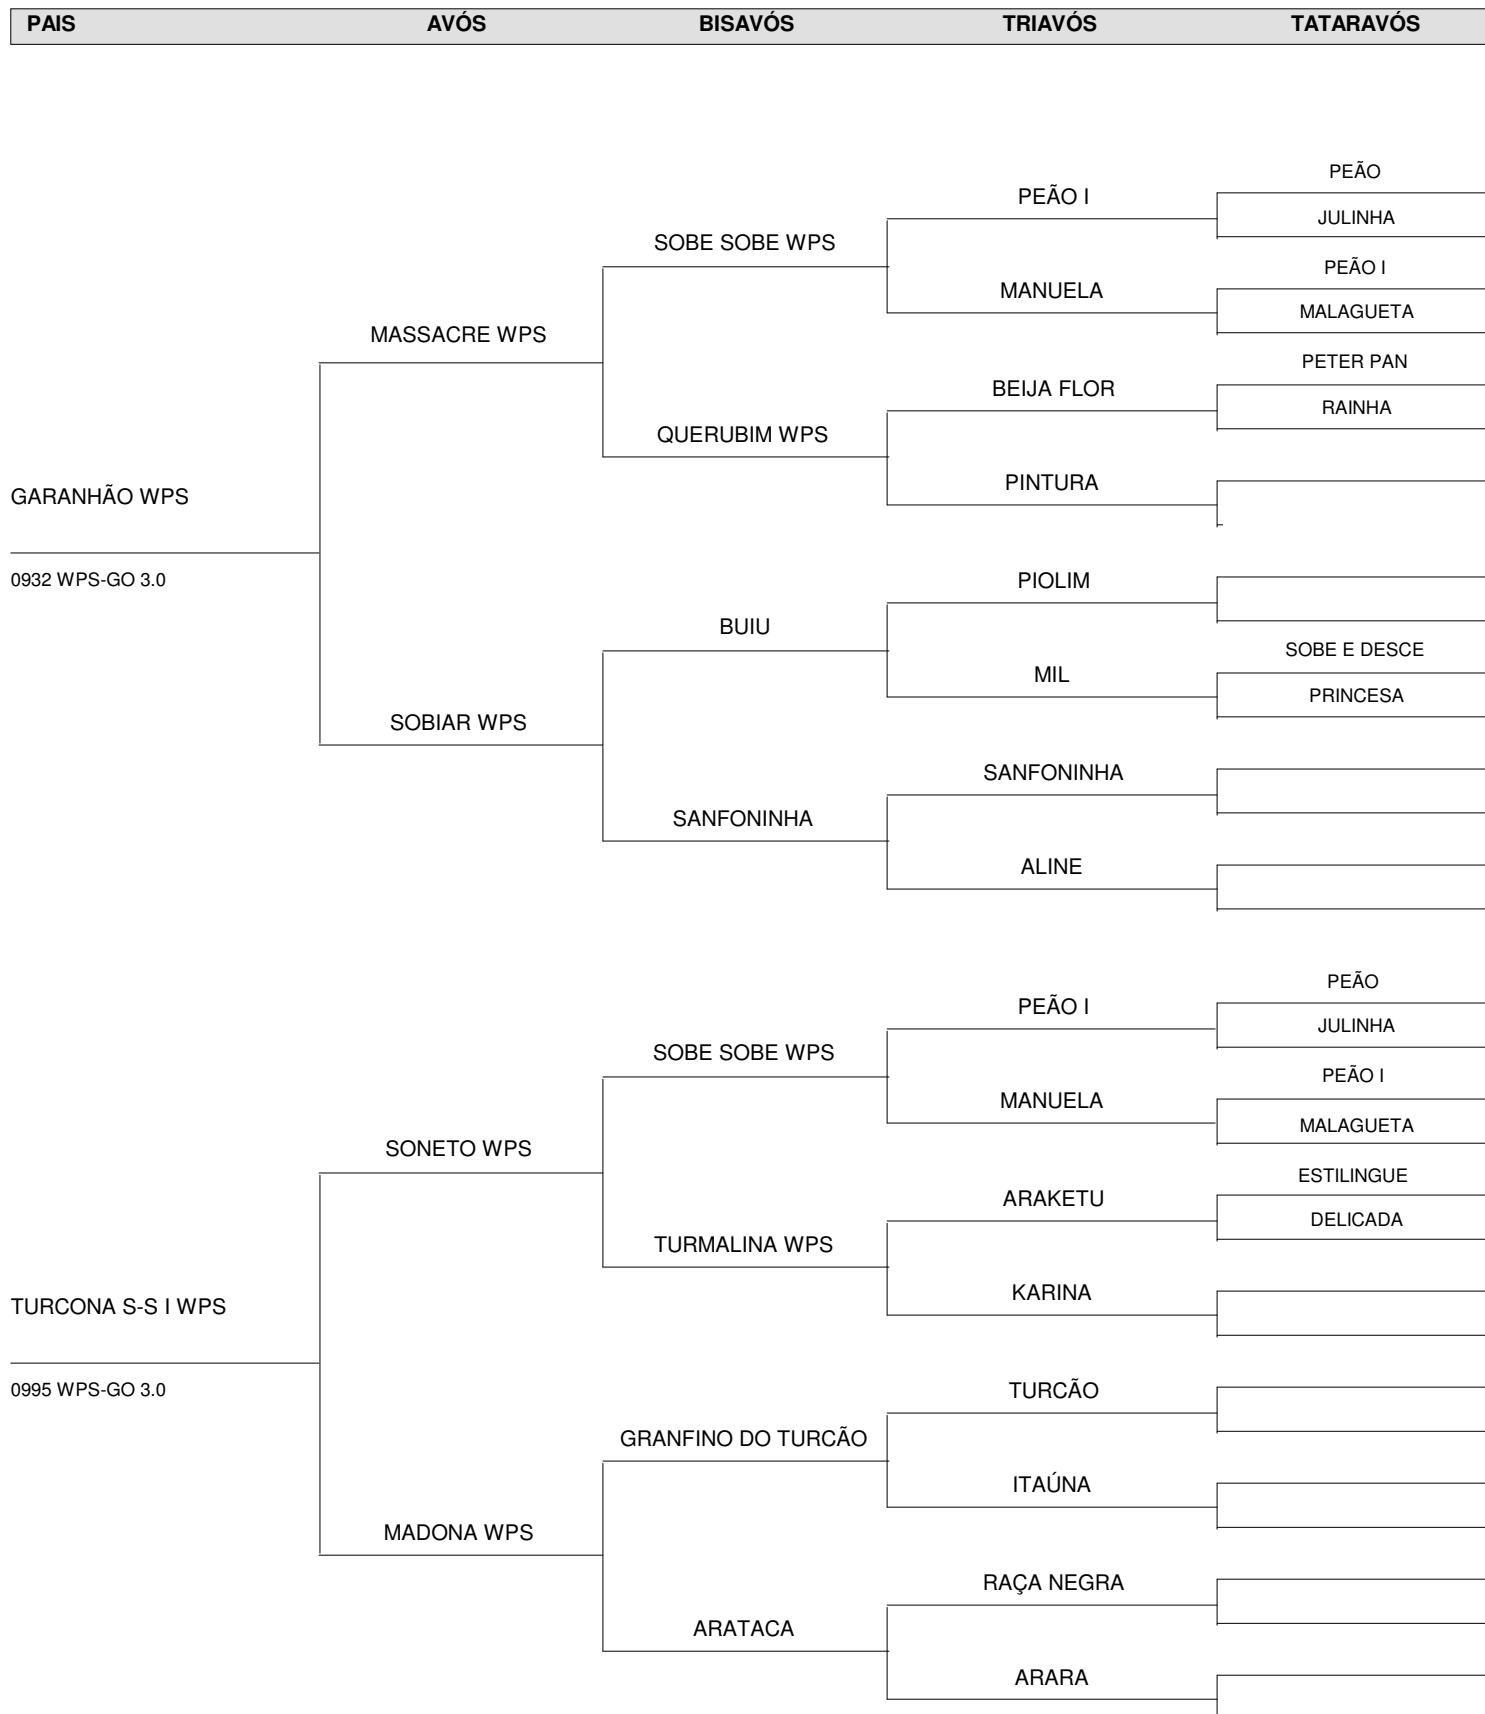 PAIS AVÓS BISAVÓS TRIAVÓS TATARAVÓS
PEÃO
PEÃO I
JULINHA
SOBE SOBE WPS
PEÃO I
MANUELA
MALAGUETA
MASSACRE WPS
PETER PAN
BEIJA FLOR
RAINHA
QUERUBIM WPS
PINTURA
GARANHÃO WPS
0932 WPS-GO 3.0
PIOLIM
BUIU
SOBE E DESCE
MIL
PRINCESA
SOBIAR WPS
SANFONINHA
SANFONINHA
ALINE
PEÃO
PEÃO I
JULINHA
SOBE SOBE WPS
PEÃO I
MANUELA
MALAGUETA
SONETO WPS
ESTILINGUE
ARAKETU
DELICADA
TURMALINA WPS
KARINA
TURCONA S-S I WPS
0995 WPS-GO 3.0
TURCÃO
GRANFINO DO TURCÃO
ITAÚNA
MADONA WPS
RAÇA NEGRA
ARATACA
ARARA